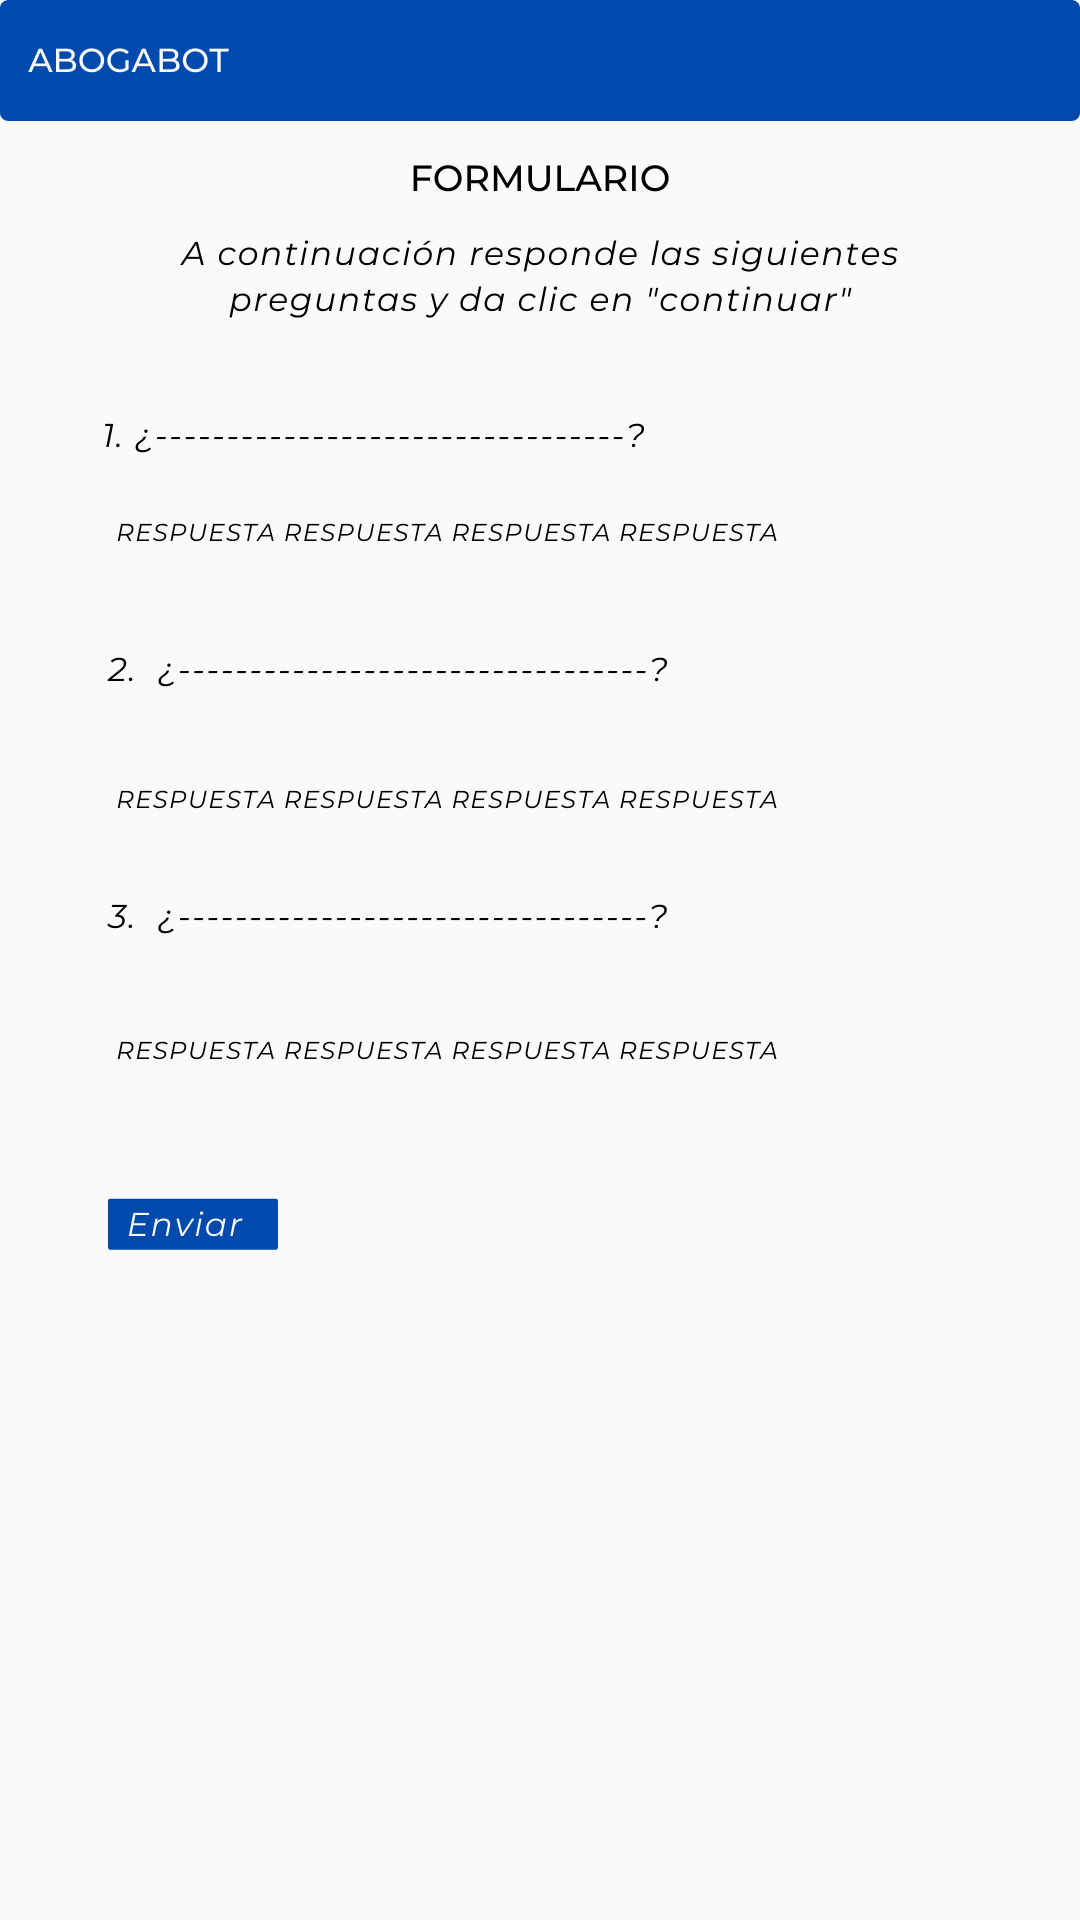 ABOGABOT
FORMULARIO
A continuación responde las siguientes
preguntas y da clic en "continuar"
1. ¿---------------------------------?
RESPUESTA RESPUESTA RESPUESTA RESPUESTA
2. ¿---------------------------------?
RESPUESTA RESPUESTA RESPUESTA RESPUESTA
3. ¿---------------------------------?
RESPUESTA RESPUESTA RESPUESTA RESPUESTA
Enviar